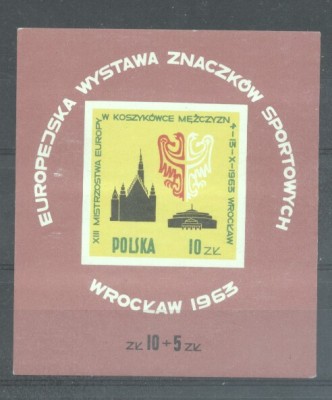 EUROPEJSKA WYSTAWA ZNACZKÓW SPORTOWYCH
XIII MISTRZOSTWA EUROPY W KOSZYKÓWCE MĘŻCZYZN 4-13-X-1963 WROCŁAW
POLSKA 10 ZŁ
WROCŁAW 1963
ZŁ 10+5 ZŁ